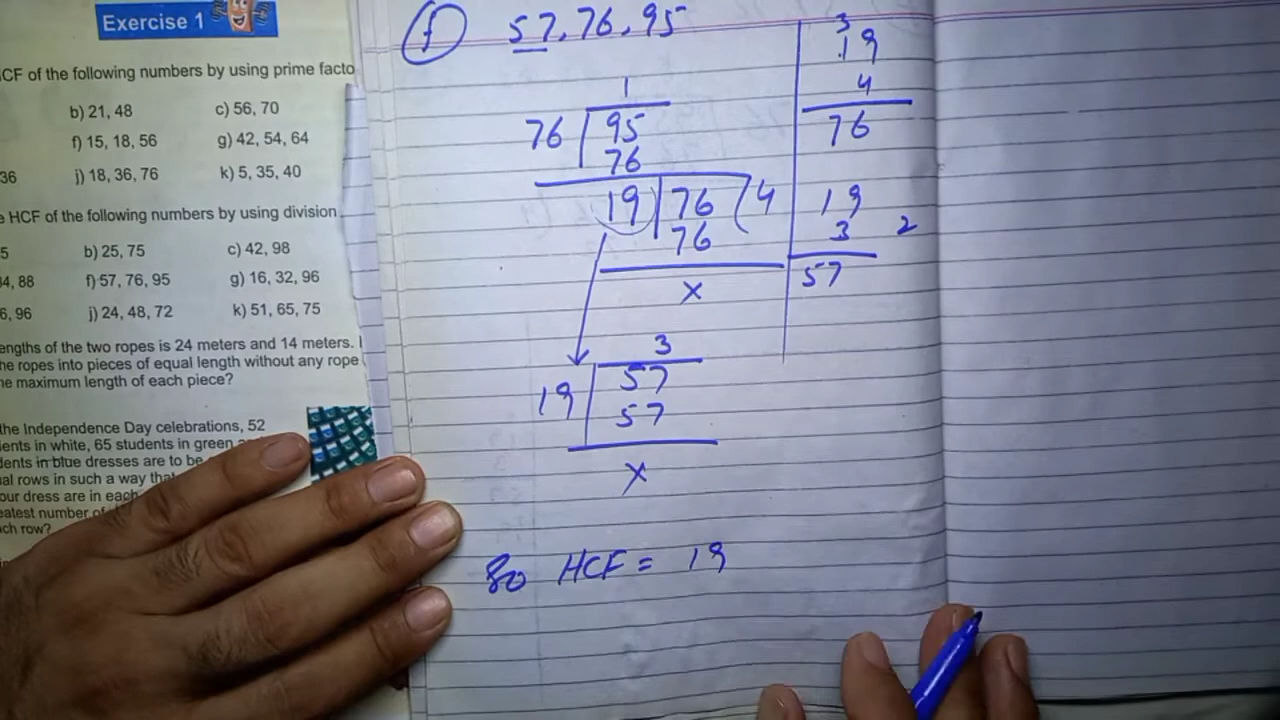 Exercise 1
CF of the following numbers by using prime facto
b) 21, 48 c) 56, 70
f) 15, 18, 56 g) 42, 54, 64
36 j) 18, 36, 76 k) 5, 35, 40
HCF of the following numbers by using division
5 b) 25, 75 c) 42, 98
4, 88 f) 57, 76, 95 g) 16, 32, 96
6, 96 j) 24, 48, 72 k) 51, 65, 75
engths of the two ropes is 24 meters and 14 meters.
he ropes into pieces of equal length without any rope
e maximum length of each piece?
the Independence Day celebrations, 52
ents in white, 65 students in green
dents in blue dresses are to be
al rows in such a way that
our dress are in each
eatest number of
ch row?
f 57, 76, 95
1
76 95
76
19 76 4
76
x
3
19 57
57
x
So HCF = 19
3
19
4
76
19
3 2
57